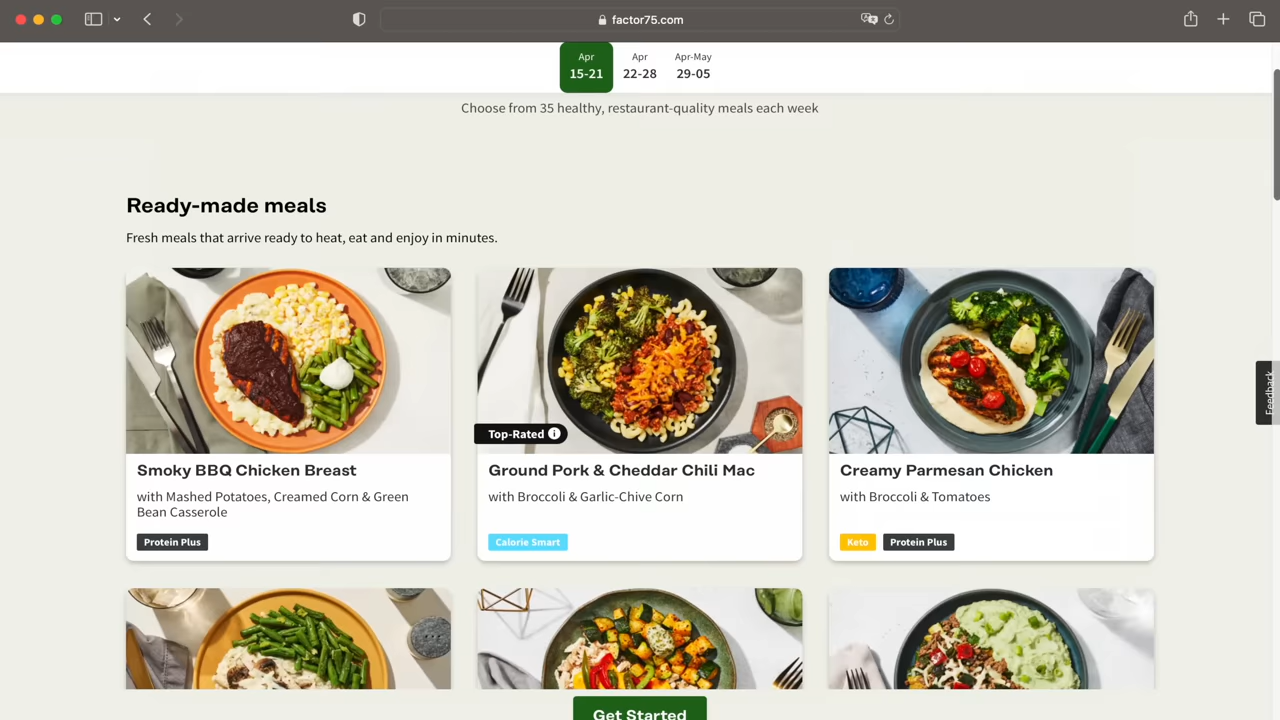 factor75.com
Apr
15-21
Apr
22-28
Apr-May
29-05
Choose from 35 healthy, restaurant-quality meals each week
Ready-made meals
Fresh meals that arrive ready to heat, eat and enjoy in minutes.
Top-Rated
Smoky BBQ Chicken Breast
with Mashed Potatoes, Creamed Corn & Green
Bean Casserole
Protein Plus
Ground Pork & Cheddar Chili Mac
with Broccoli & Garlic-Chive Corn
Calorie Smart
Creamy Parmesan Chicken
with Broccoli & Tomatoes
Keto
Protein Plus
Feedback
Get Started